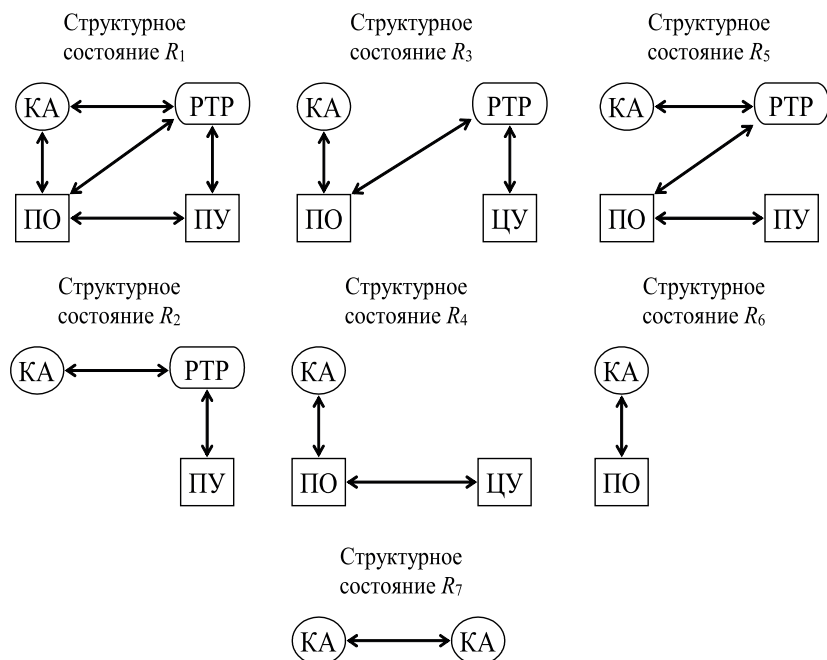 Структурное
состояние R1
КА
РТР
ПО
ПУ
Структурное
состояние R3
КА
РТР
ПО
ЦУ
Структурное
состояние R5
КА
РТР
ПО
ПУ
Структурное
состояние R2
КА
РТР
ПУ
Структурное
состояние R4
КА
ПО
ЦУ
Структурное
состояние R6
КА
ПО
Структурное
состояние R7
КА
КА